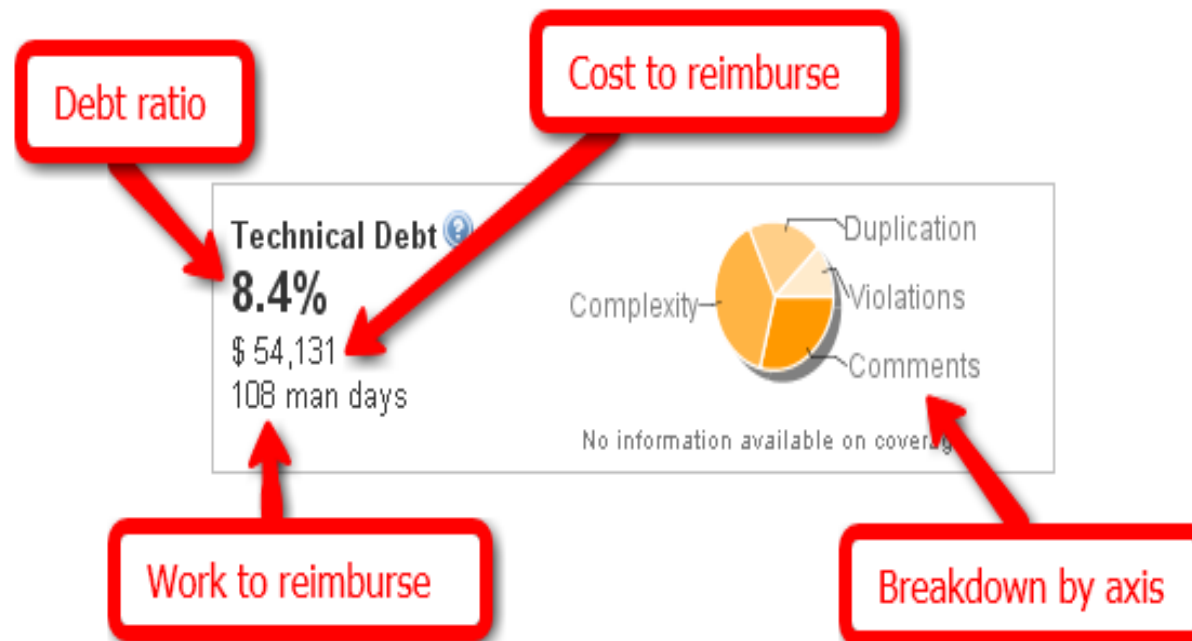 Debt ratio
Cost to reimburse
Technical Debt ?
8.4%
$ 54,131
108 man days
Duplication
Complexity
Violations
Comments
No information available on
Work to reimburse
Breakdown by axis